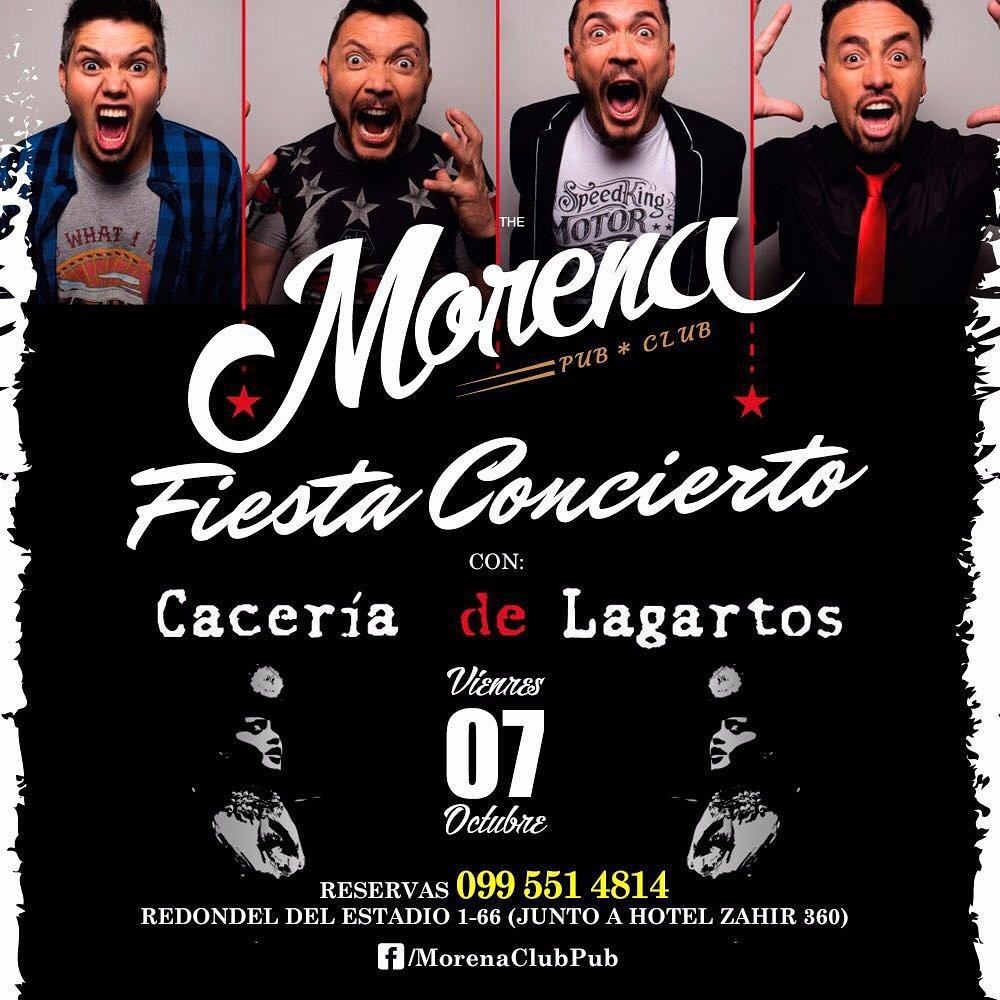 WHAT I
SpeedKing
MOTOR
THE
Morena
PUB * CLUB
Fiesta Concierto
CON:
Cacería de Lagartos
Vienres
07
Octubre
RESERVAS 099 551 4814
REDONDEL DEL ESTADIO 1-66 (JUNTO A HOTEL ZAHIR 360)
/MorenaClubPub